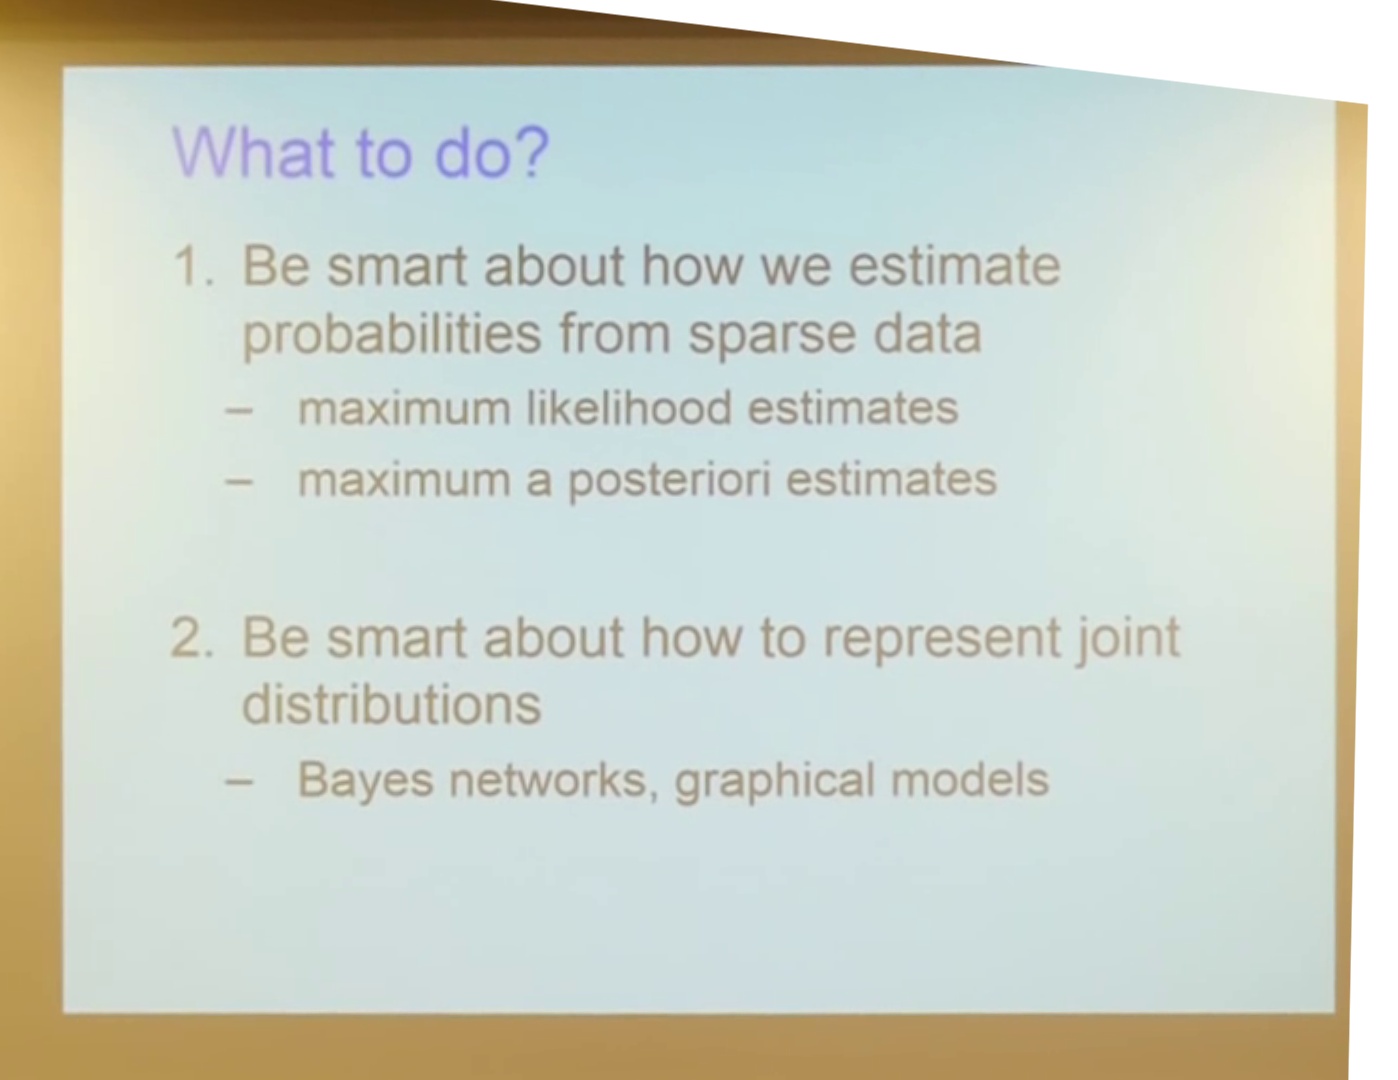 What to do?
1. Be smart about how we estimate
probabilities from sparse data
– maximum likelihood estimates
– maximum a posteriori estimates
2. Be smart about how to represent joint
distributions
– Bayes networks, graphical models